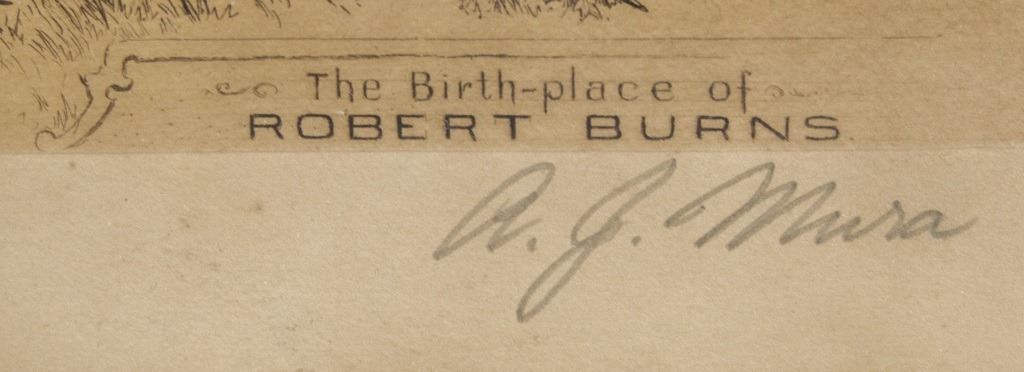 The Birth-place of
ROBERT BURNS.
A. J. Mura